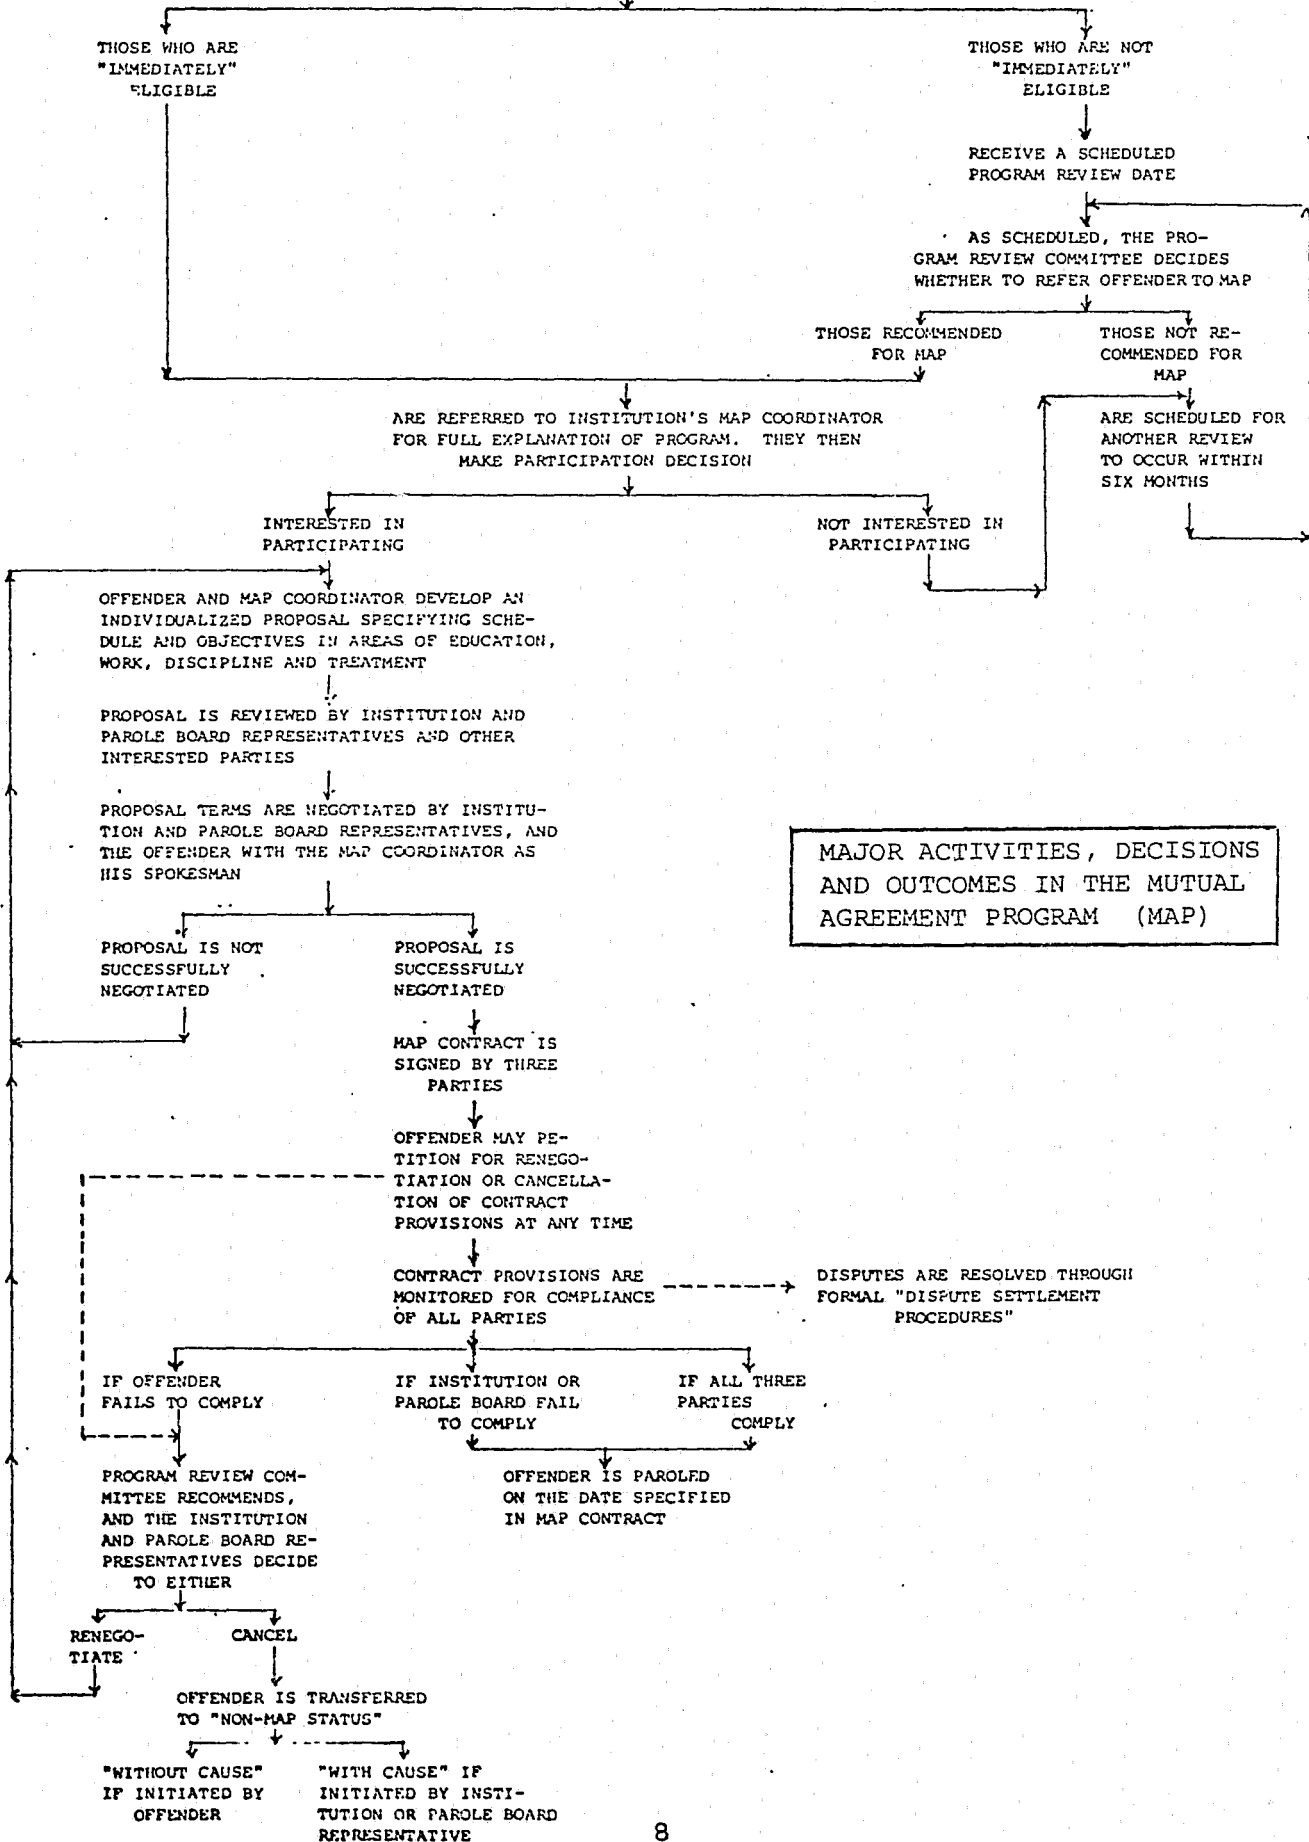 THOSE WHO ARE
"IMMEDIATELY"
ELIGIBLE
THOSE WHO ARE NOT
"IMMEDIATELY"
ELIGIBLE
RECEIVE A SCHEDULED
PROGRAM REVIEW DATE
AS SCHEDULED, THE PRO-
GRAM REVIEW COMMITTEE DECIDES
WHETHER TO REFER OFFENDER TO MAP
THOSE RECOMMENDED
FOR MAP
THOSE NOT RE-
COMMENDED FOR
MAP
ARE REFERRED TO INSTITUTION'S MAP COORDINATOR
FOR FULL EXPLANATION OF PROGRAM. THEY THEN
MAKE PARTICIPATION DECISION
ARE SCHEDULED FOR
ANOTHER REVIEW
TO OCCUR WITHIN
SIX MONTHS
INTERESTED IN
PARTICIPATING
NOT INTERESTED IN
PARTICIPATING
OFFENDER AND MAP COORDINATOR DEVELOP AN
INDIVIDUALIZED PROPOSAL SPECIFYING SCHE-
DULE AND OBJECTIVES IN AREAS OF EDUCATION,
WORK, DISCIPLINE AND TREATMENT
PROPOSAL IS REVIEWED BY INSTITUTION AND
PAROLE BOARD REPRESENTATIVES AND OTHER
INTERESTED PARTIES
PROPOSAL TERMS ARE NEGOTIATED BY INSTITU-
TION AND PAROLE BOARD REPRESENTATIVES, AND
THE OFFENDER WITH THE MAP COORDINATOR AS
HIS SPOKESMAN
MAJOR ACTIVITIES, DECISIONS
AND OUTCOMES IN THE MUTUAL
AGREEMENT PROGRAM (MAP)
PROPOSAL IS NOT
SUCCESSFULLY
NEGOTIATED
PROPOSAL IS
SUCCESSFULLY
NEGOTIATED
MAP CONTRACT IS
SIGNED BY THREE
PARTIES
OFFENDER MAY PE-
TITION FOR RENEGO-
TIATION OR CANCELLA-
TION OF CONTRACT
PROVISIONS AT ANY TIME
CONTRACT PROVISIONS ARE
MONITORED FOR COMPLIANCE
OF ALL PARTIES
DISPUTES ARE RESOLVED THROUGH
FORMAL "DISPUTE SETTLEMENT
PROCEDURES"
IF OFFENDER
FAILS TO COMPLY
IF INSTITUTION OR
PAROLE BOARD FAIL
TO COMPLY
IF ALL THREE
PARTIES
COMPLY
PROGRAM REVIEW COM-
MITTEE RECOMMENDS,
AND THE INSTITUTION
AND PAROLE BOARD RE-
PRESENTATIVES DECIDE
TO EITHER
OFFENDER IS PAROLED
ON THE DATE SPECIFIED
IN MAP CONTRACT
RENEGO-
TIATE
CANCEL
OFFENDER IS TRANSFERRED
TO "NON-MAP STATUS"
"WITHOUT CAUSE"
IF INITIATED BY
OFFENDER
"WITH CAUSE" IF
INITIATED BY INSTI-
TUTION OR PAROLE BOARD
REPRESENTATIVE
8